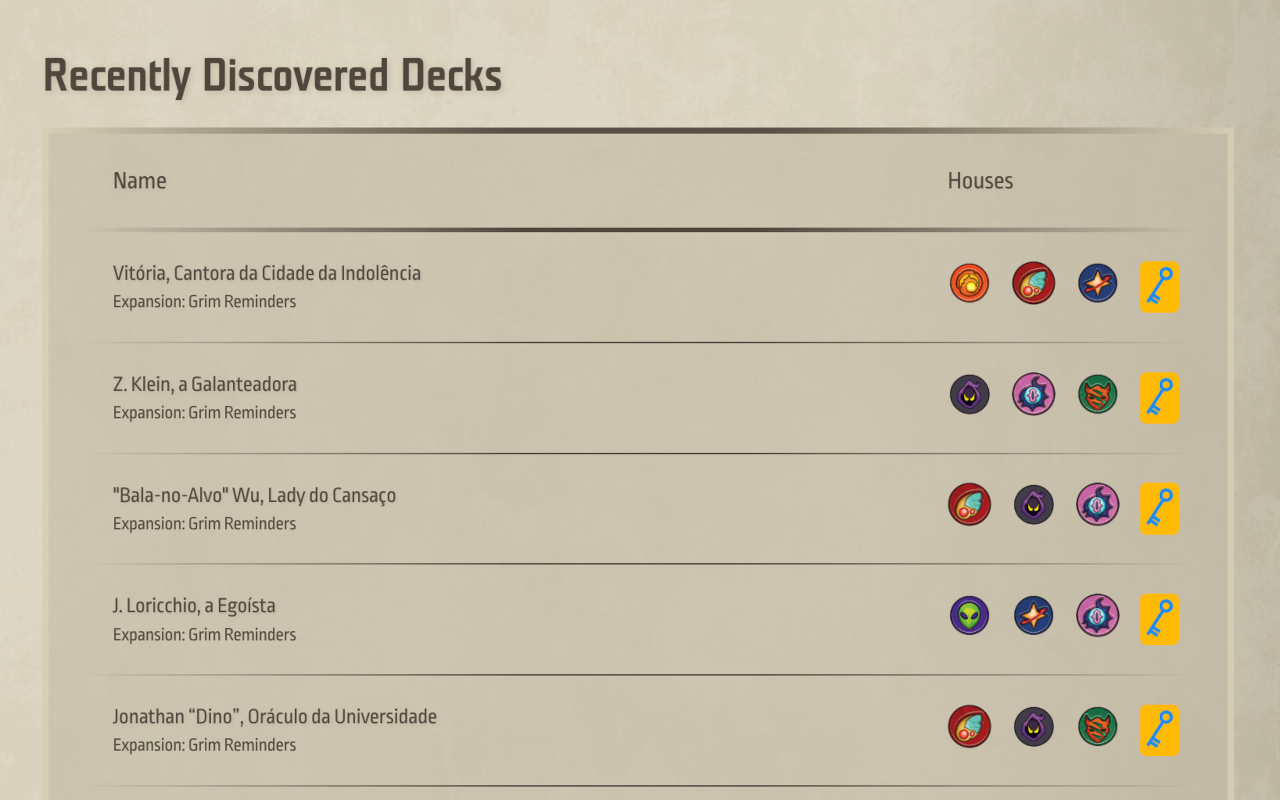 Recently Discovered Decks
Name
Houses
Vitória, Cantora da Cidade da Indolência
Expansion: Grim Reminders
Z. Klein, a Galanteadora
Expansion: Grim Reminders
"Bala-no-Alvo" Wu, Lady do Cansaço
Expansion: Grim Reminders
J. Loricchio, a Egoísta
Expansion: Grim Reminders
Jonathan “Dino”, Oráculo da Universidade
Expansion: Grim Reminders